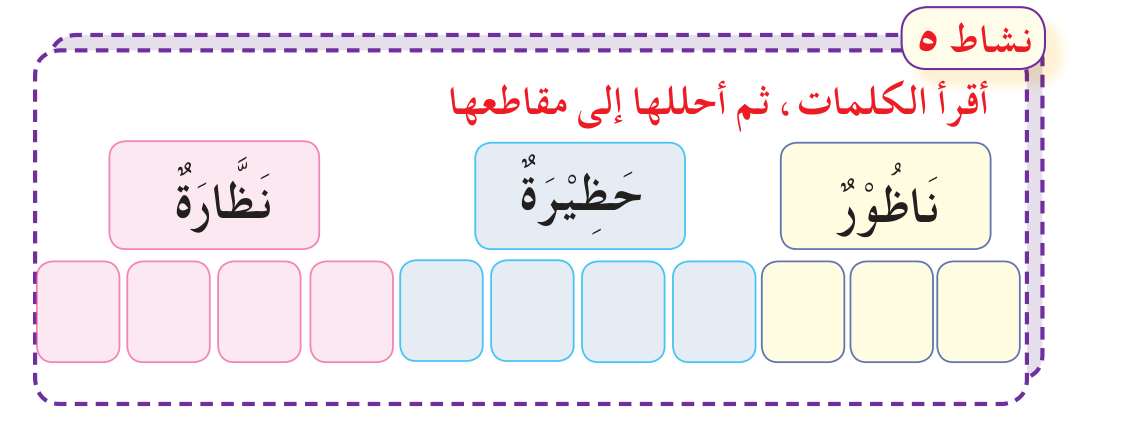 نشاط ٥
أقرأ الكلمات، ثم أحللها إلى مقاطعها
نَاظُوْرٌ حَظِيْرَةٌ نَظَّارَةٌ